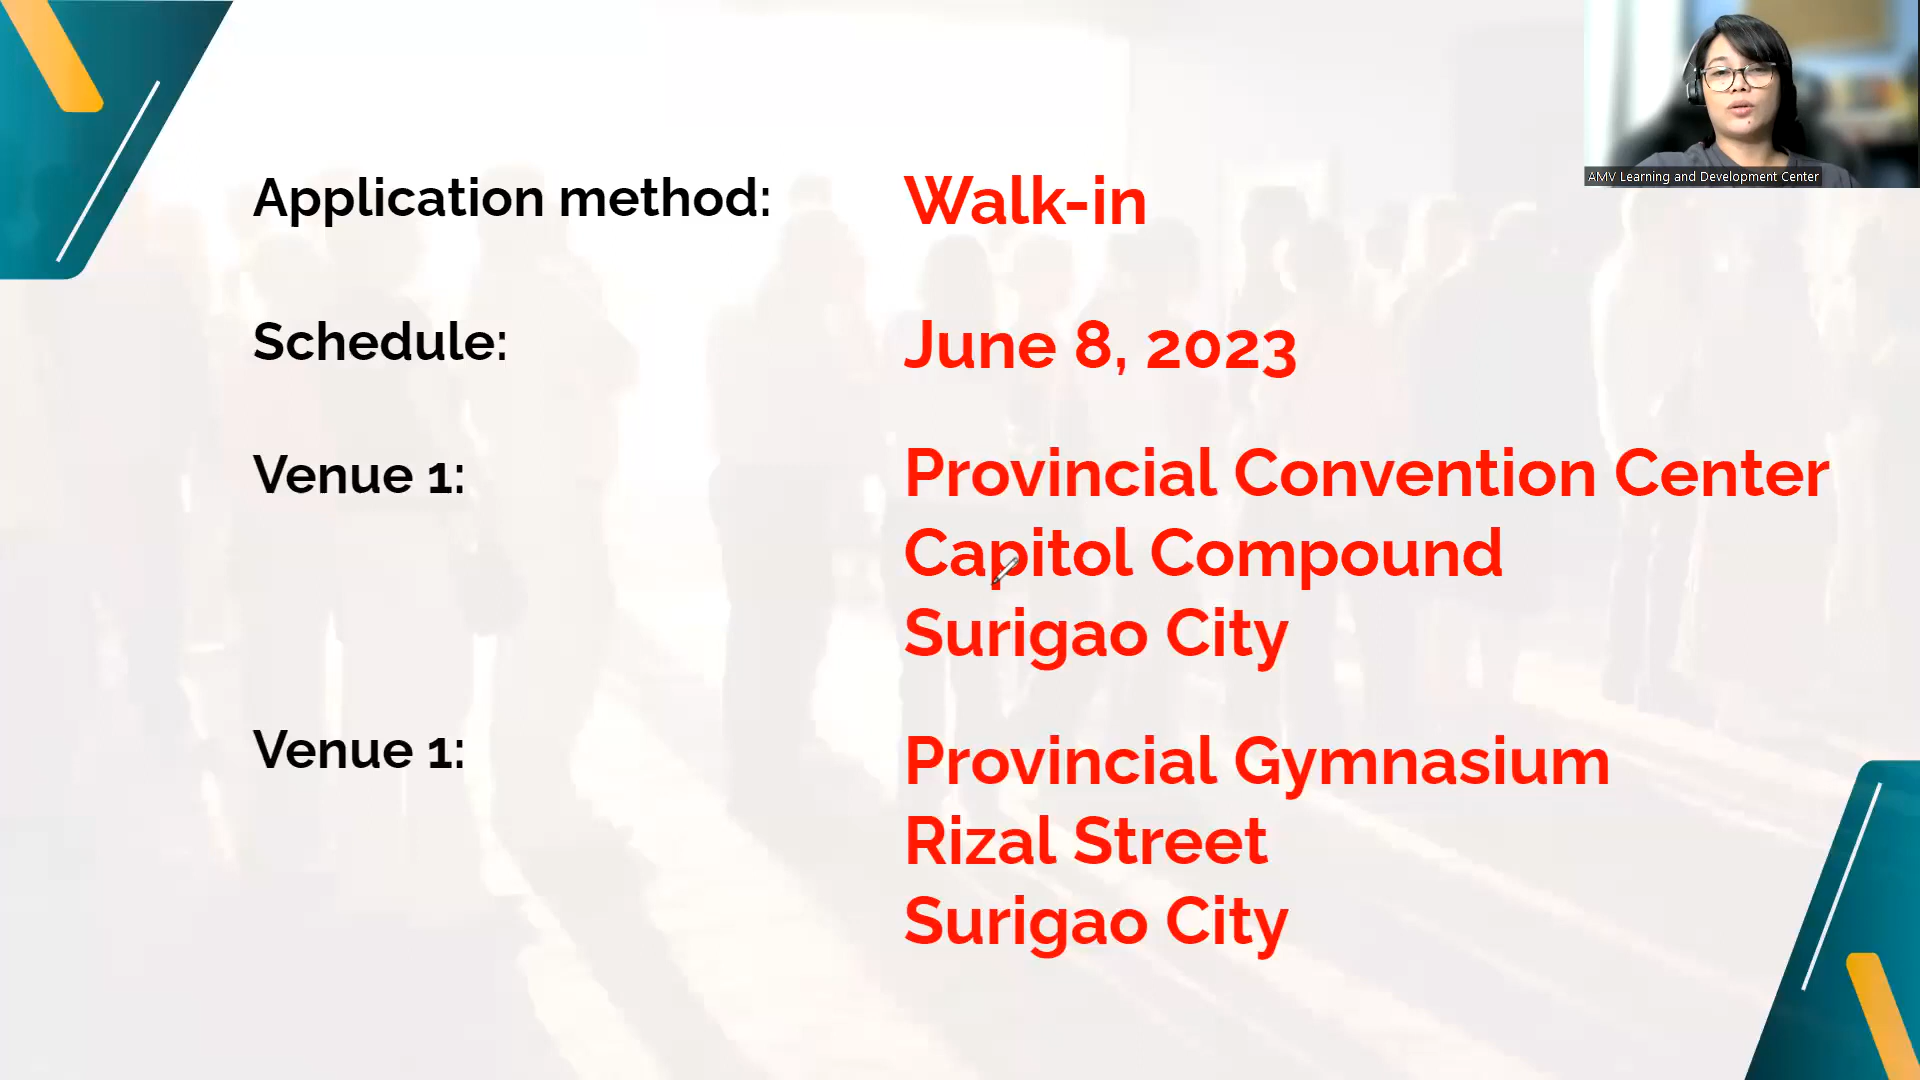 AMV Learning and Development Center
Application method: Walk-in
Schedule: June 8, 2023
Venue 1: Provincial Convention Center
Capitol Compound
Surigao City
Venue 1: Provincial Gymnasium
Rizal Street
Surigao City